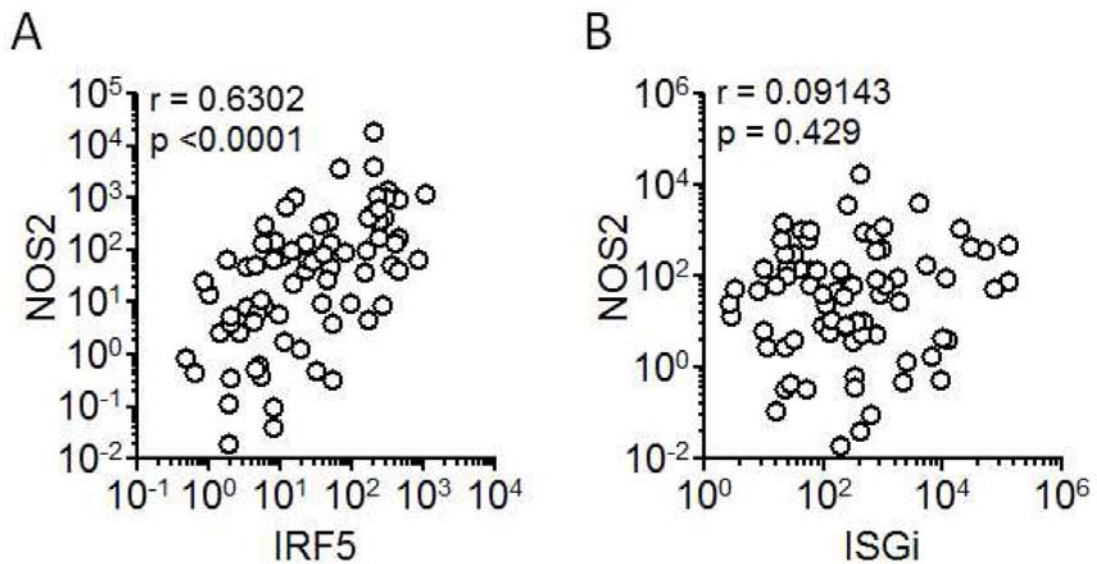 A
r = 0.6302
p <0.0001
10^5
10^4
10^3
10^2
10^1
10^0
10^-1
10^-2
NOS2
10^-1 10^0 10^1 10^2 10^3 10^4
IRF5
B
r = 0.09143
p = 0.429
10^6
10^4
10^2
10^0
10^-2
NOS2
10^0 10^2 10^4 10^6
ISGi